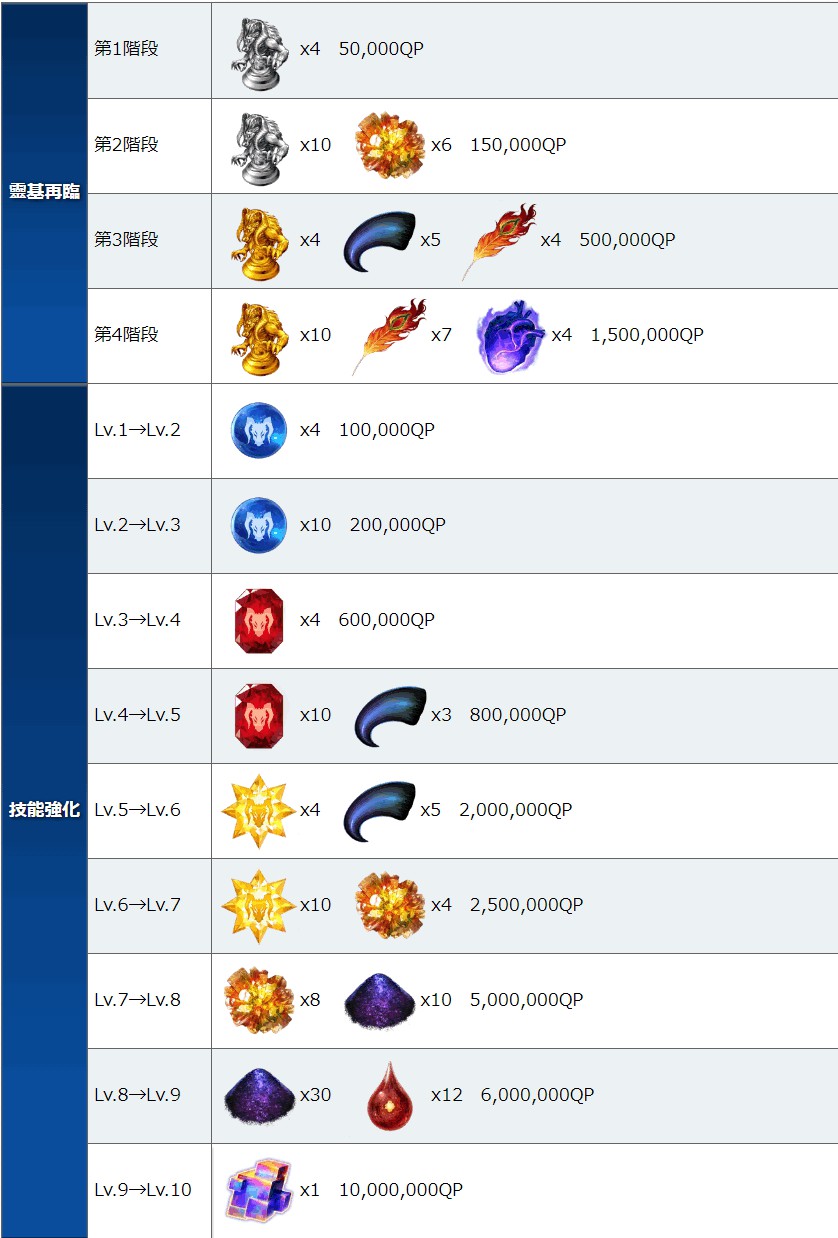 靈基再臨
第1階段 x4 50,000QP
第2階段 x10 x6 150,000QP
第3階段 x4 x5 x4 500,000QP
第4階段 x10 x7 x4 1,500,000QP
技能強化
Lv.1→Lv.2 x4 100,000QP
Lv.2→Lv.3 x10 200,000QP
Lv.3→Lv.4 x4 600,000QP
Lv.4→Lv.5 x10 x3 800,000QP
Lv.5→Lv.6 x4 x5 2,000,000QP
Lv.6→Lv.7 x10 x4 2,500,000QP
Lv.7→Lv.8 x8 x10 5,000,000QP
Lv.8→Lv.9 x30 x12 6,000,000QP
Lv.9→Lv.10 x1 10,000,000QP